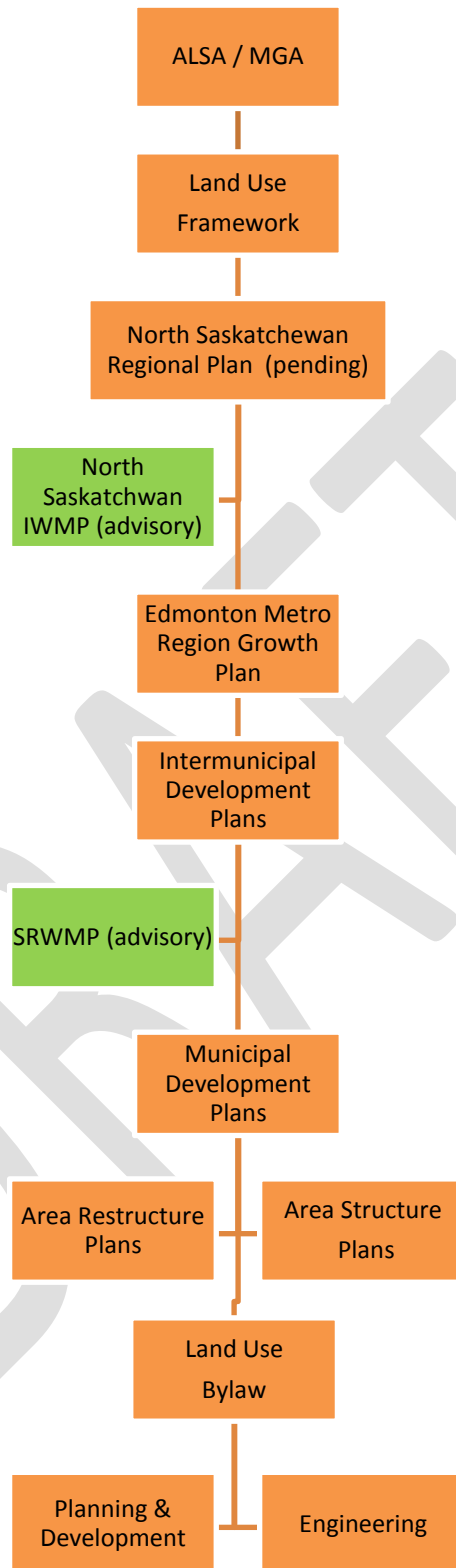 ALSA / MGA
Land Use
Framework
North Saskatchewan
Regional Plan (pending)
North
Saskatchwan
IWMP (advisory)
Edmonton Metro
Region Growth
Plan
Intermunicipal
Development
Plans
SRWMP (advisory)
Municipal
Development
Plans
Area Restructure
Plans
Area Structure
Plans
Land Use
Bylaw
Planning &
Development
Engineering
DRAFT